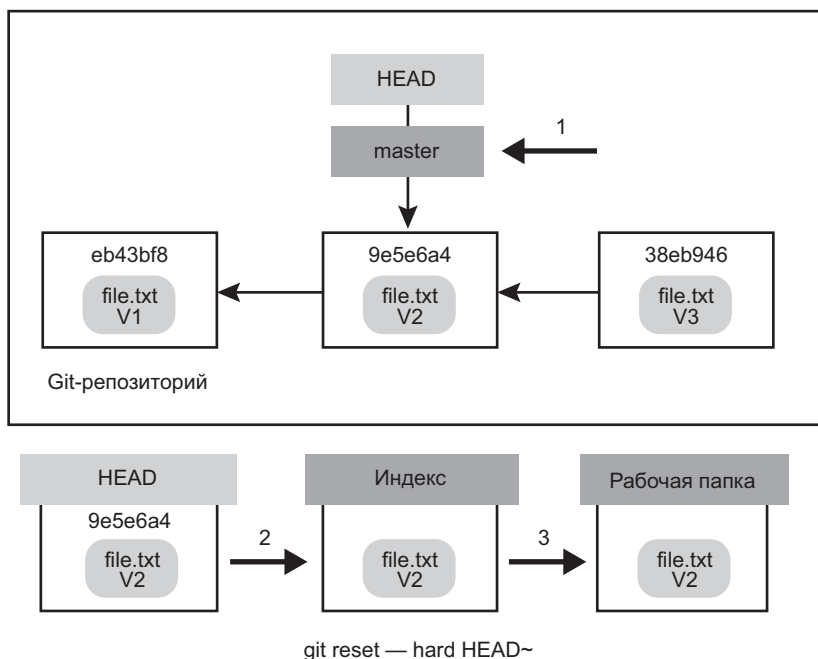 HEAD
1
master
eb43bf8
9e5e6a4
38eb946
file.txt
V1
file.txt
V2
file.txt
V3
Git-репозиторий
HEAD
Индекс
Рабочая папка
9e5e6a4
2
3
file.txt
V2
file.txt
V2
file.txt
V2
git reset — hard HEAD~